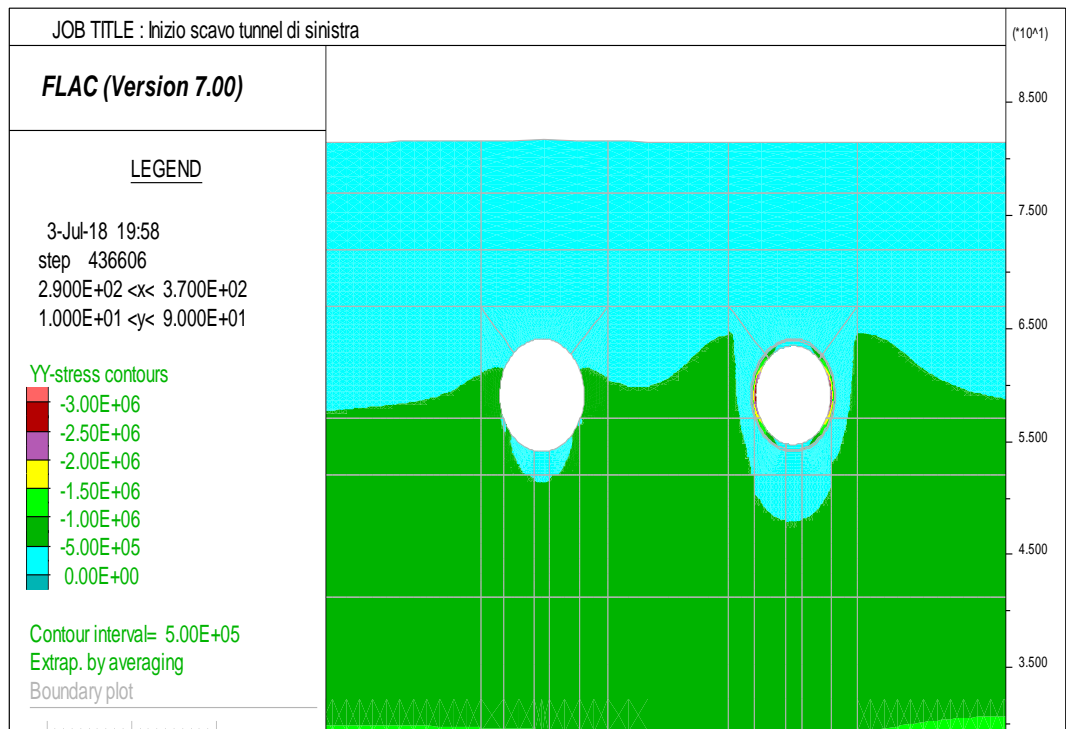 JOB TITLE : Inizio scavo tunnel di sinistra
(*10^1)
FLAC (Version 7.00)
LEGEND
3-Jul-18 19:58
step 436606
2.900E+02 <x< 3.700E+02
1.000E+01 <y< 9.000E+01
YY-stress contours
-3.00E+06
-2.50E+06
-2.00E+06
-1.50E+06
-1.00E+06
-5.00E+05
0.00E+00
Contour interval= 5.00E+05
Extrap. by averaging
Boundary plot
8.500
7.500
6.500
5.500
4.500
3.500